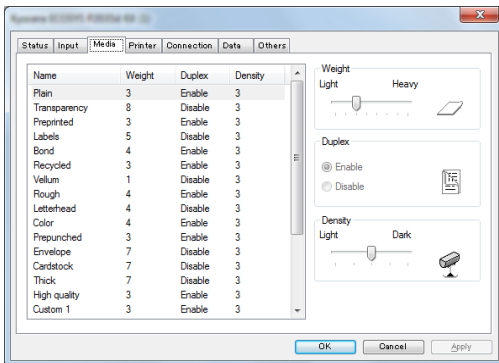 Status Input Media Printer Connection Data Others
Name Weight Duplex Density
Plain 3 Enable 3
Transparency 8 Disable 3
Preprinted 3 Enable 3
Labels 5 Disable 3
Bond 4 Enable 3
Recycled 3 Enable 3
Vellum 1 Disable 3
Rough 4 Enable 3
Letterhead 4 Disable 3
Color 4 Enable 3
Prepunched 3 Enable 3
Envelope 7 Disable 3
Cardstock 7 Disable 3
Thick 7 Disable 3
High quality 3 Enable 3
Custom 1 3 Enable 3
Weight
Light Heavy
Duplex
Enable
Disable
Density
Light Dark
OK Cancel Apply